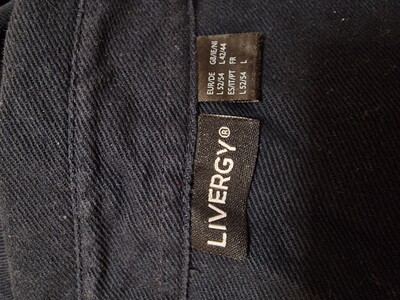 LIVERGY®
EUR/DE GB/IE/NI
L 52/54 L 42/44
ES/IT/PT FR
L 52/54 L